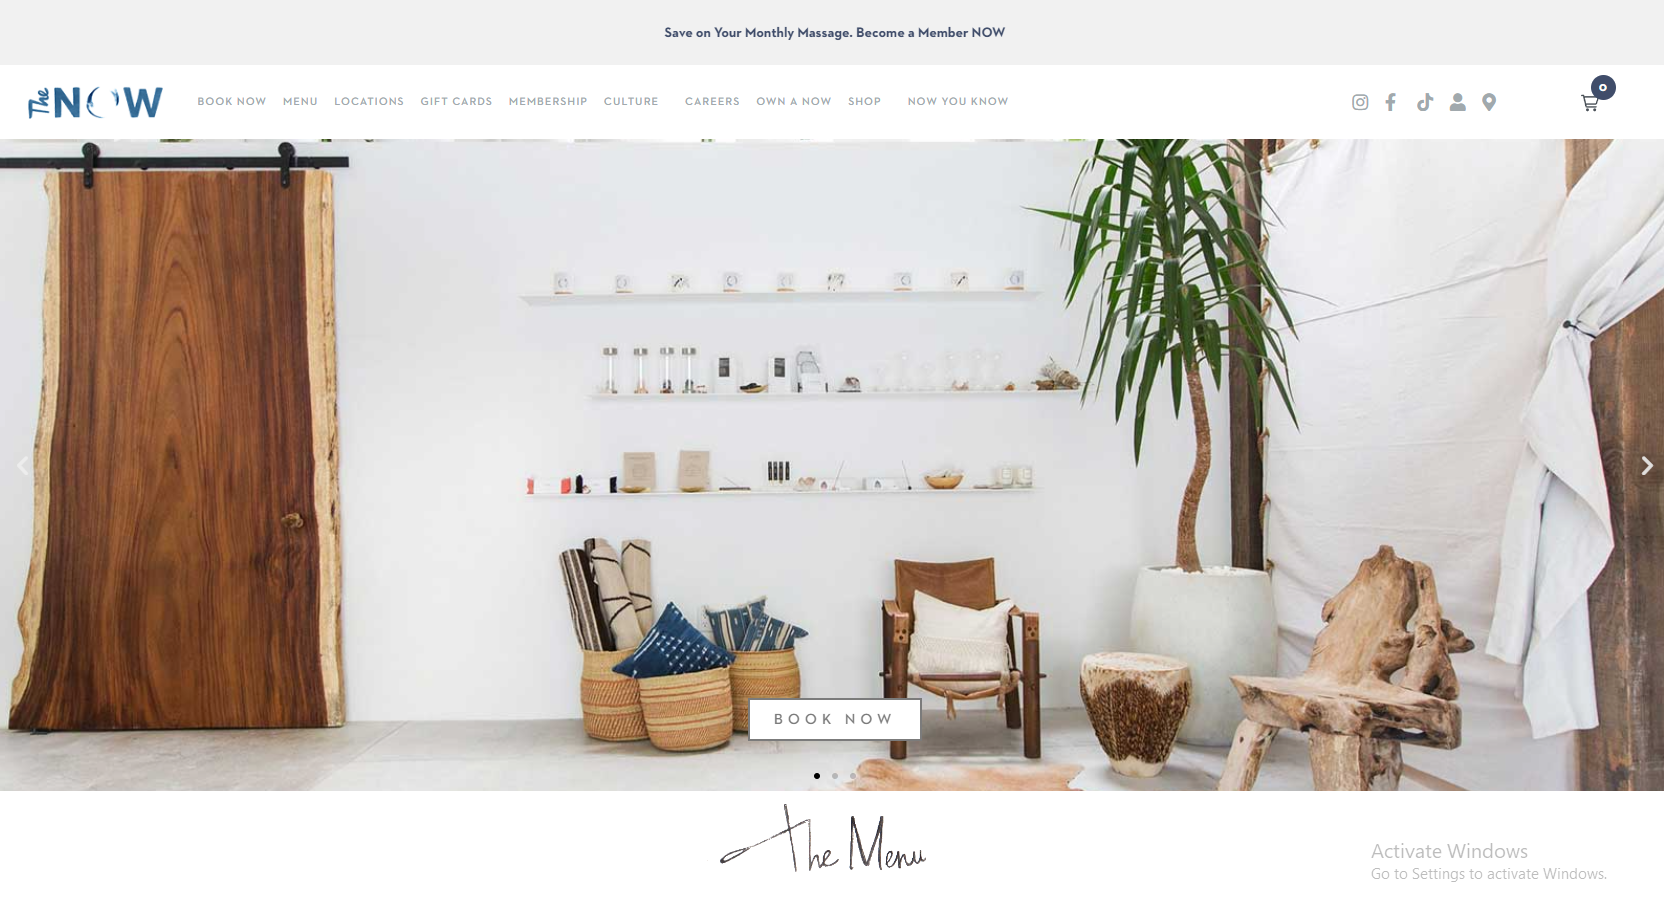 Save on Your Monthly Massage. Become a Member NOW
The NOW
BOOK NOW MENU LOCATIONS GIFT CARDS MEMBERSHIP CULTURE CAREERS OWN A NOW SHOP NOW YOU KNOW
0
BOOK NOW
The Menu
Activate Windows
Go to Settings to activate Windows.